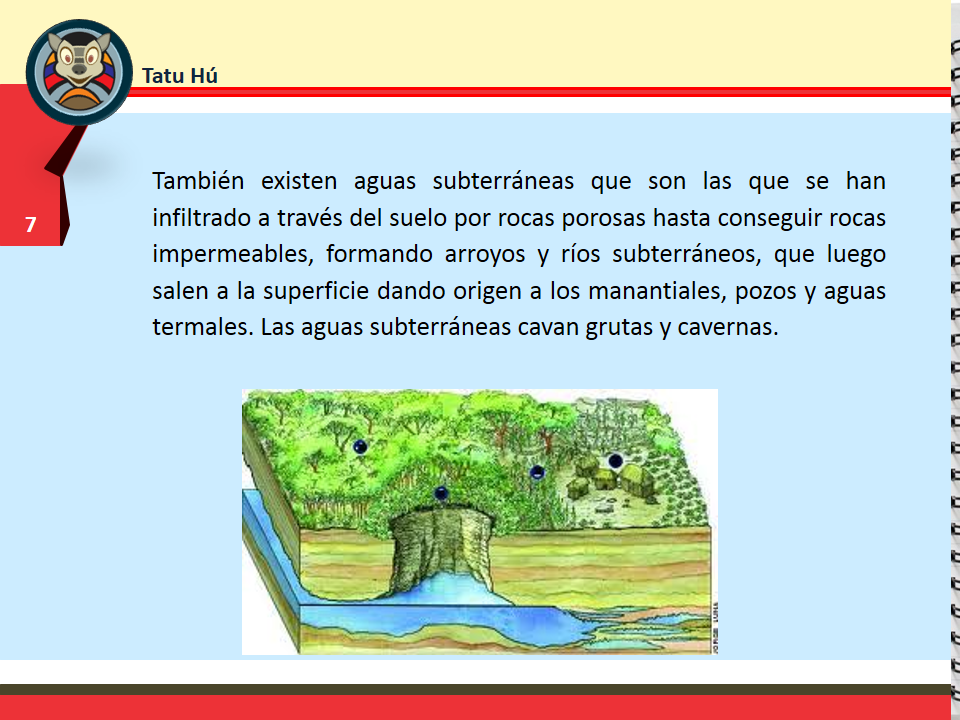 Tatu Hú
7
También existen aguas subterráneas que son las que se han
infiltrado a través del suelo por rocas porosas hasta conseguir rocas
impermeables, formando arroyos y ríos subterráneos, que luego
salen a la superficie dando origen a los manantiales, pozos y aguas
termales. Las aguas subterráneas cavan grutas y cavernas.
JORGE LUNA